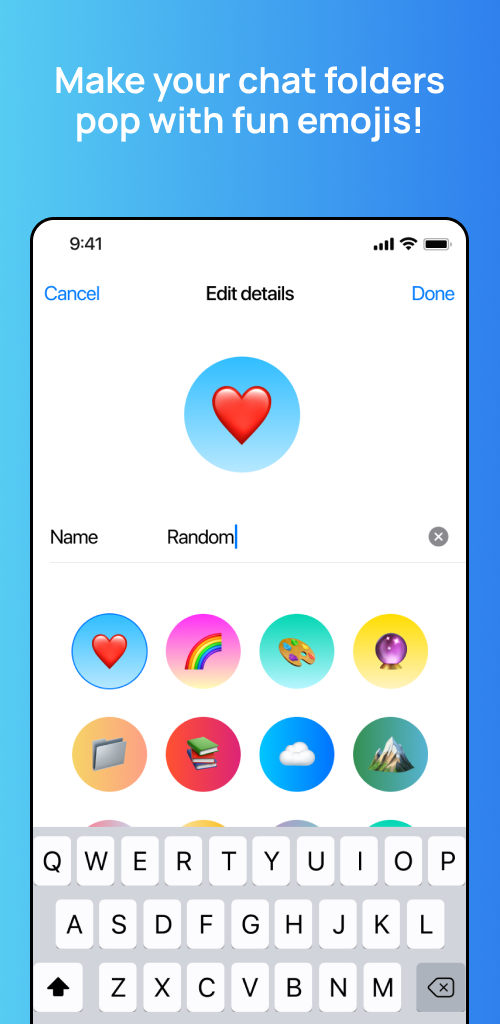 Make your chat folders
pop with fun emojis!
9:41
Cancel Edit details Done
Name Random
Q W E R T Y U I O P
A S D F G H J K L
Z X C V B N M